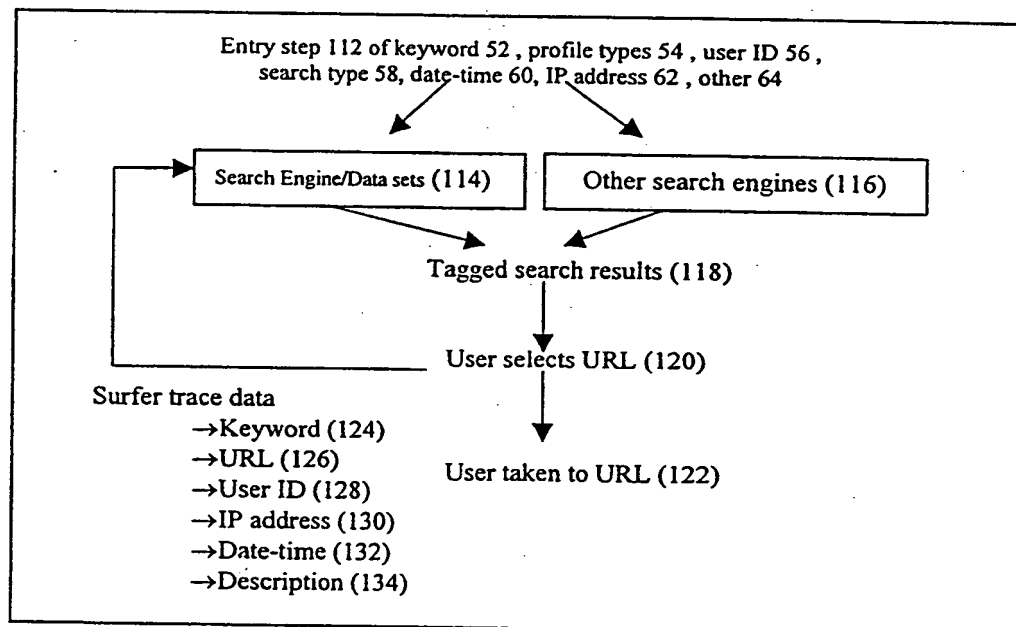 Entry step 112 of keyword 52 , profile types 54 , user ID 56 ,
search type 58, date-time 60, IP address 62 , other 64
Search Engine/Data sets (114)
Other search engines (116)
Tagged search results (118)
User selects URL (120)
Surfer trace data
→Keyword (124)
→URL (126)
→User ID (128)
→IP address (130)
→Date-time (132)
→Description (134)
User taken to URL (122)